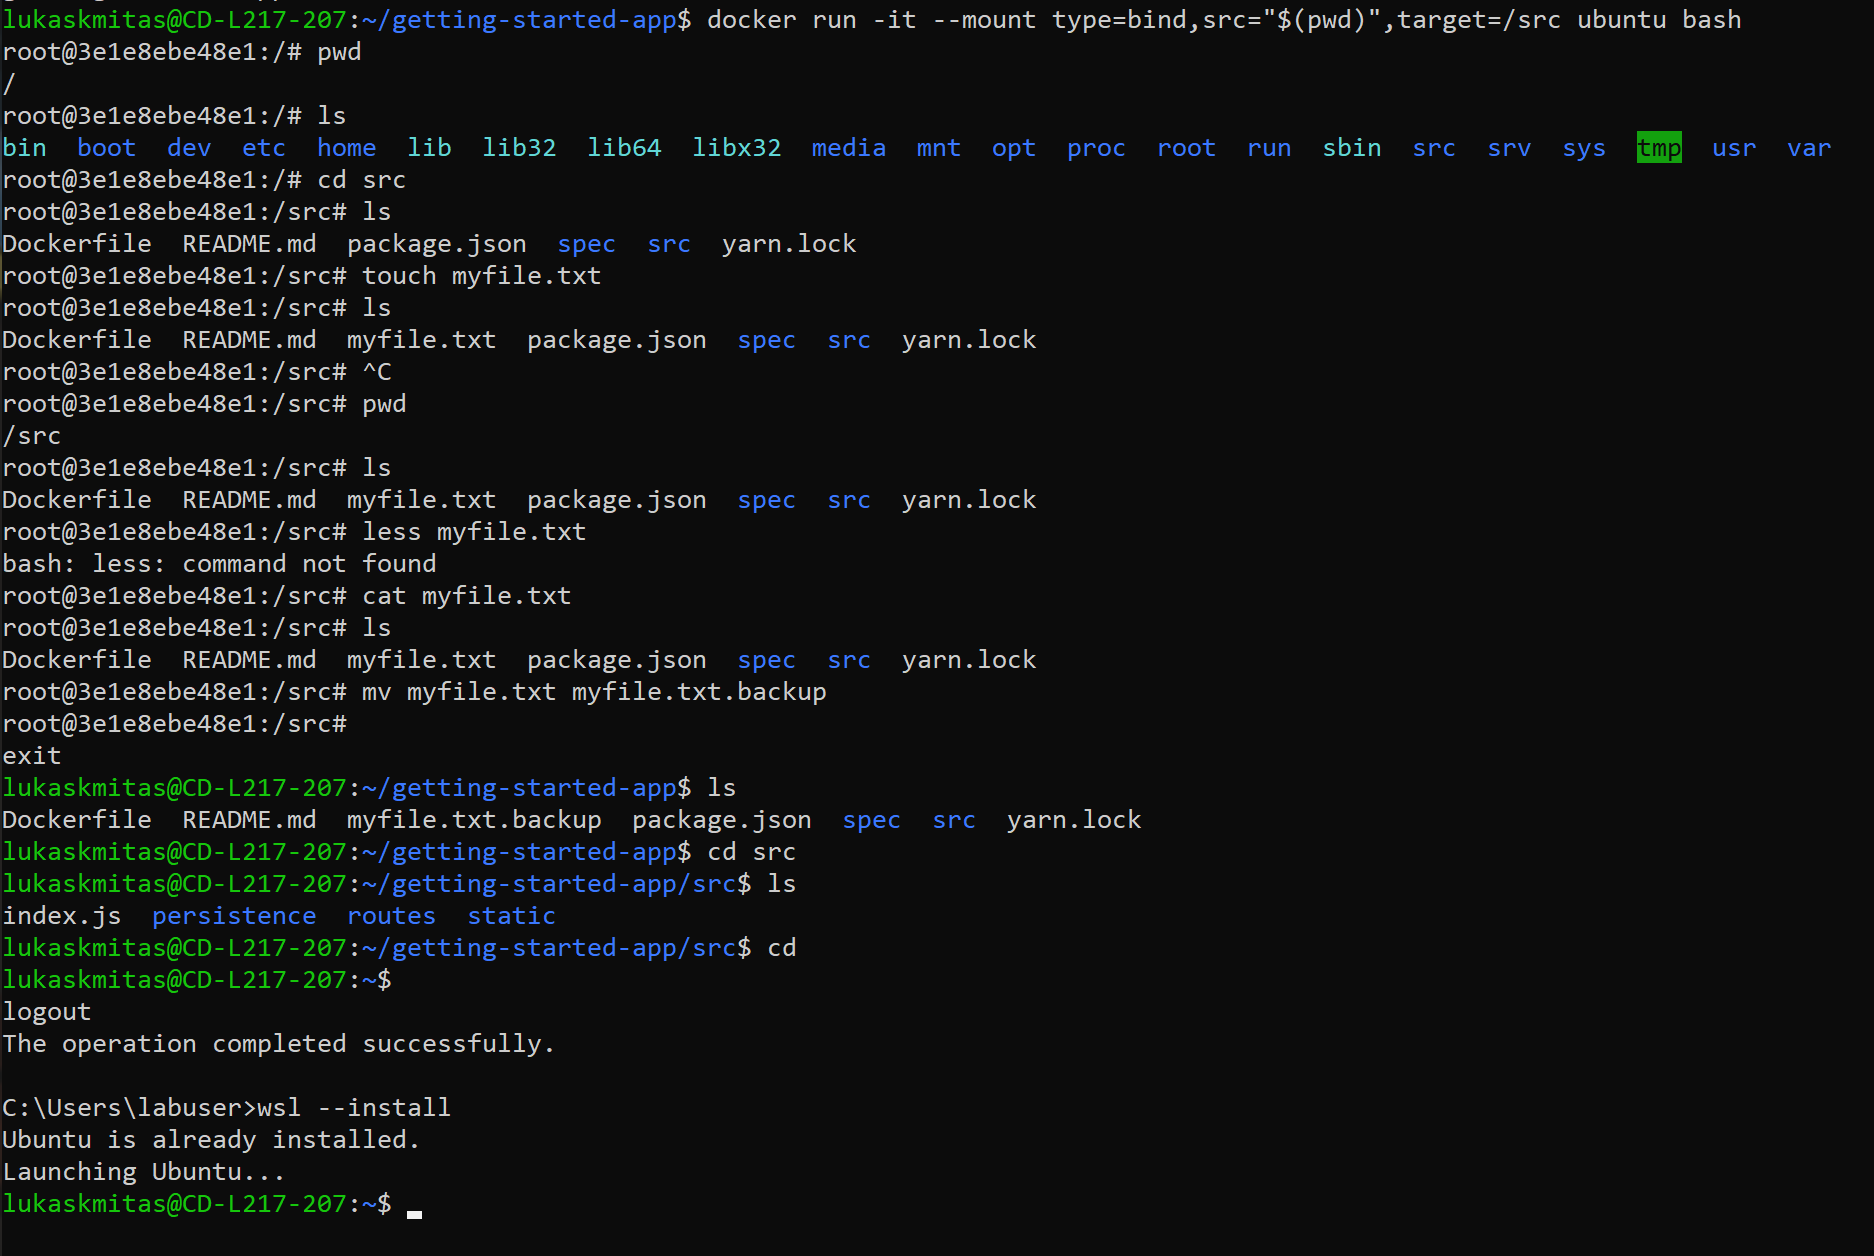 lukaskmitas@CD-L217-207:~/getting-started-app$ docker run -it --mount type=bind,src="$(pwd)",target=/src ubuntu bash
root@3e1e8ebe48e1:/# pwd
/
root@3e1e8ebe48e1:/# ls
bin  boot  dev  etc  home  lib  lib32  lib64  libx32  media  mnt  opt  proc  root  run  sbin  src  srv  sys  tmp  usr  var
root@3e1e8ebe48e1:/# cd src
root@3e1e8ebe48e1:/src# ls
Dockerfile  README.md  package.json  spec  src  yarn.lock
root@3e1e8ebe48e1:/src# touch myfile.txt
root@3e1e8ebe48e1:/src# ls
Dockerfile  README.md  myfile.txt  package.json  spec  src  yarn.lock
root@3e1e8ebe48e1:/src# ^C
root@3e1e8ebe48e1:/src# pwd
/src
root@3e1e8ebe48e1:/src# ls
Dockerfile  README.md  myfile.txt  package.json  spec  src  yarn.lock
root@3e1e8ebe48e1:/src# less myfile.txt
bash: less: command not found
root@3e1e8ebe48e1:/src# cat myfile.txt
root@3e1e8ebe48e1:/src# ls
Dockerfile  README.md  myfile.txt  package.json  spec  src  yarn.lock
root@3e1e8ebe48e1:/src# mv myfile.txt myfile.txt.backup
root@3e1e8ebe48e1:/src#
exit
lukaskmitas@CD-L217-207:~/getting-started-app$ ls
Dockerfile  README.md  myfile.txt.backup  package.json  spec  src  yarn.lock
lukaskmitas@CD-L217-207:~/getting-started-app$ cd src
lukaskmitas@CD-L217-207:~/getting-started-app/src$ ls
index.js  persistence  routes  static
lukaskmitas@CD-L217-207:~/getting-started-app/src$ cd
lukaskmitas@CD-L217-207:~$
logout
The operation completed successfully.
C:\Users\labuser>wsl --install
Ubuntu is already installed.
Launching Ubuntu...
lukaskmitas@CD-L217-207:~$